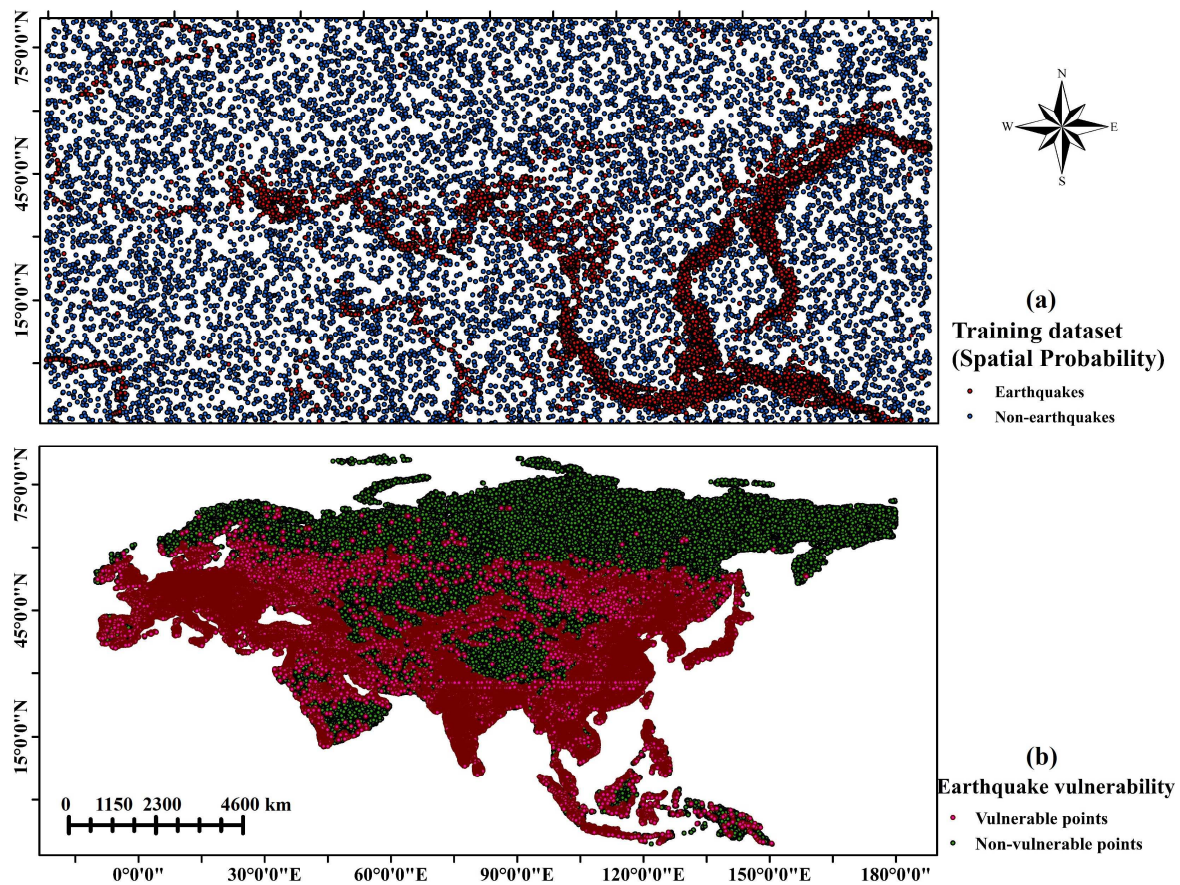 75°0'0"N
45°0'0"N
15°0'0"N
N
W
E
S
(a)
Training dataset
(Spatial Probability)
Earthquakes
Non-earthquakes
75°0'0"N
45°0'0"N
15°0'0"N
0 1150 2300 4600 km
(b)
Earthquake vulnerability
Vulnerable points
Non-vulnerable points
0°0'0" 30°0'0"E 60°0'0"E 90°0'0"E 120°0'0"E 150°0'0"E 180°0'0"